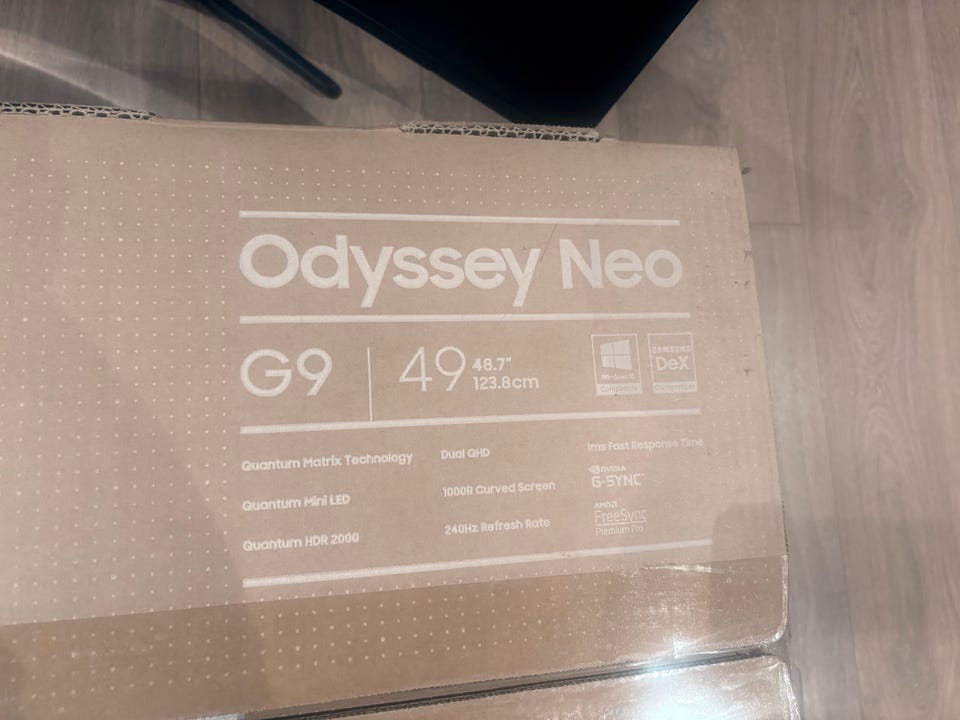 Odyssey Neo
G9
49
48.7"
123.8cm
Windows
SAMSUNG
DeX
Quantum Matrix Technology
Quantum Mini LED
Quantum HDR 2000
Dual QHD
1000R Curved Screen
240Hz Refresh Rate
1ms Fast Response Time
NVIDIA
G-SYNC
AMD
FreeSync
Premium Pro